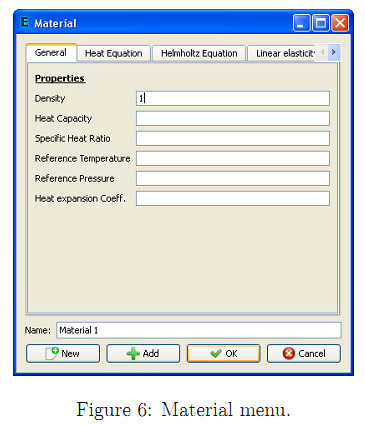 E Material
General Heat Equation Helmholtz Equation Linear elasticit
Properties
Density 1
Heat Capacity
Specific Heat Ratio
Reference Temperature
Reference Pressure
Heat expansion Coeff.
Name: Material 1
New Add OK Cancel
Figure 6: Material menu.